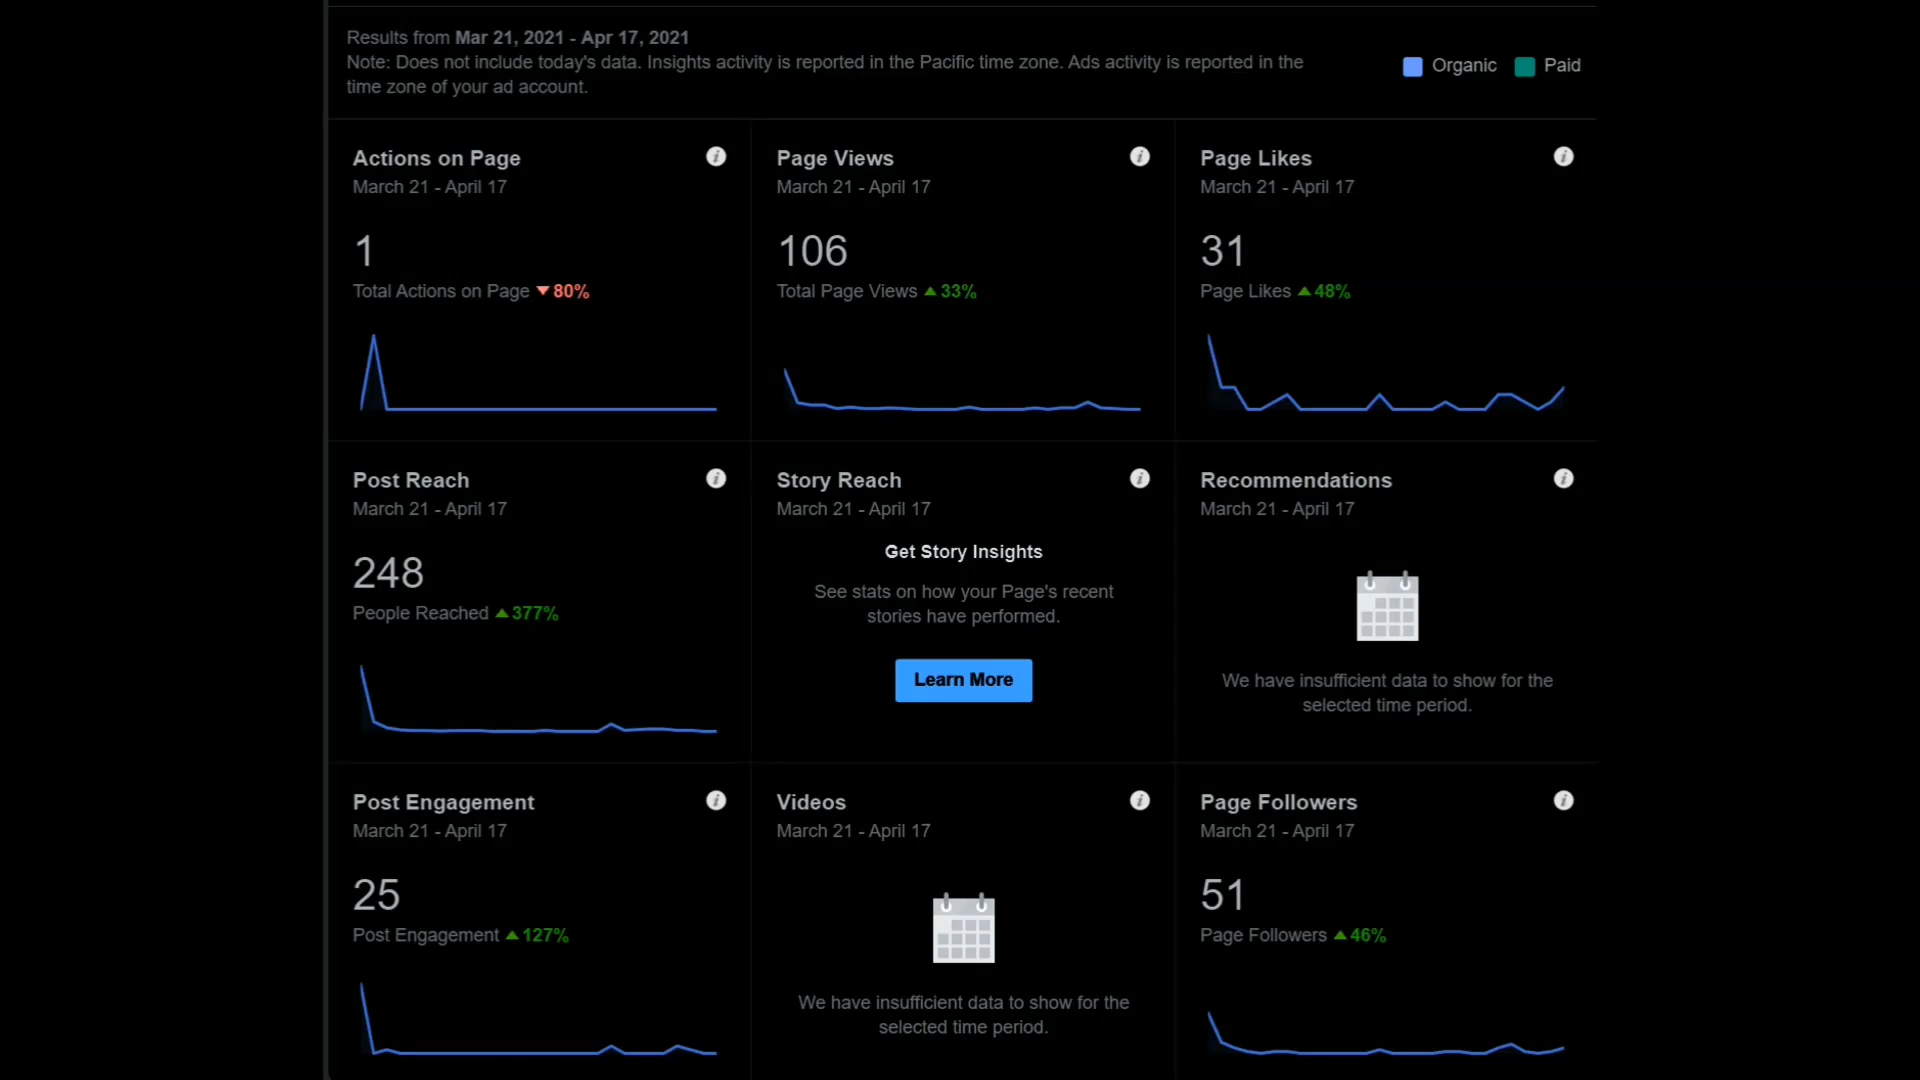 Results from Mar 21, 2021 - Apr 17, 2021
Note: Does not include today's data. Insights activity is reported in the Pacific time zone. Ads activity is reported in the
time zone of your ad account.
Organic
Paid
Actions on Page
March 21 - April 17
1
Total Actions on Page 80%
Page Views
March 21 - April 17
106
Total Page Views 33%
Page Likes
March 21 - April 17
31
Page Likes 48%
Post Reach
March 21 - April 17
248
People Reached 377%
Story Reach
March 21 - April 17
Get Story Insights
See stats on how your Page's recent
stories have performed.
Learn More
Recommendations
March 21 - April 17
We have insufficient data to show for the
selected time period.
Post Engagement
March 21 - April 17
25
Post Engagement 127%
Videos
March 21 - April 17
We have insufficient data to show for the
selected time period.
Page Followers
March 21 - April 17
51
Page Followers 46%